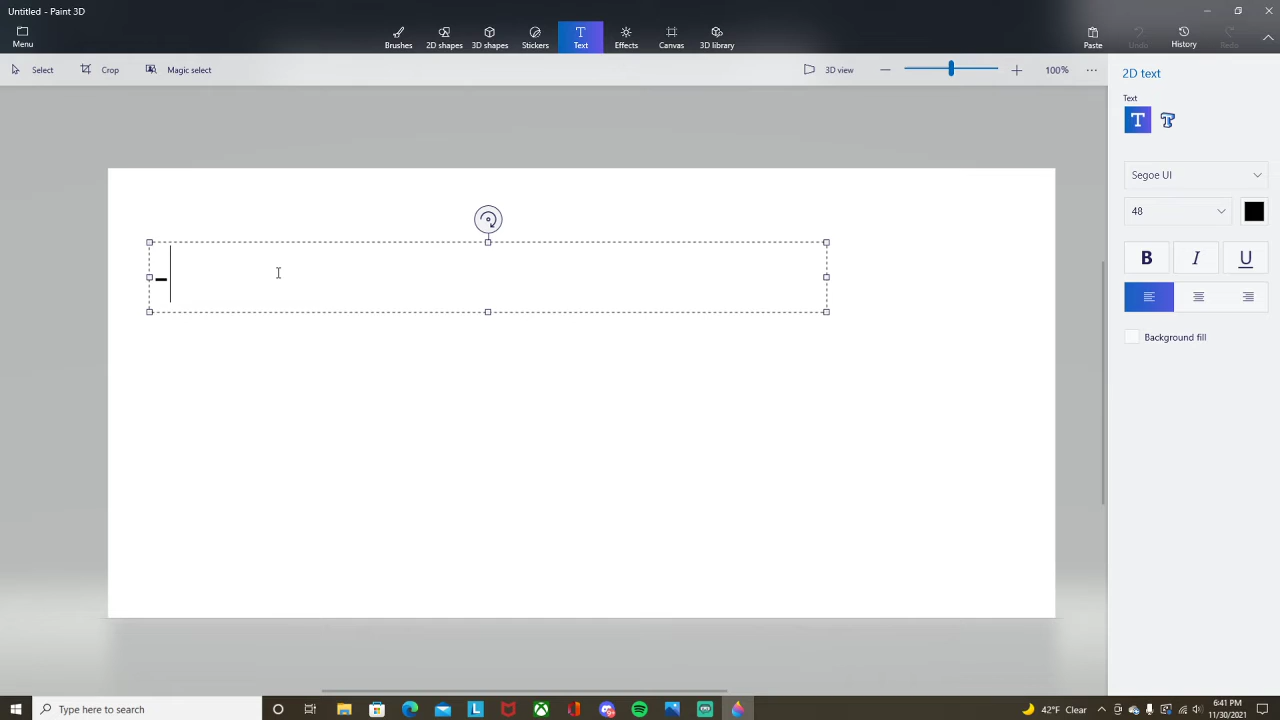 Untitled - Paint 3D
Menu
Brushes
2D shapes
3D shapes
Stickers
Text
Effects
Canvas
3D library
Paste
Undo
History
Redo
Select
Crop
Magic select
3D view
100%
2D text
Text
T
T
Segoe UI
48
B
I
U
Background fill
-
Type here to search
L
42°F Clear
6:41 PM
11/30/2021